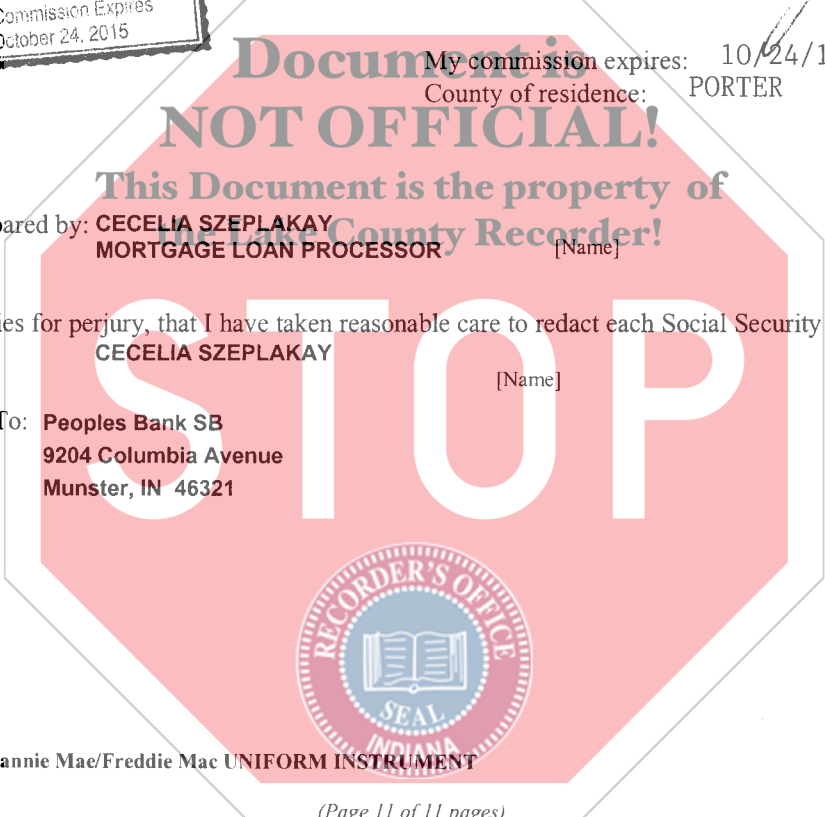 Commission Expires
October 24, 2015
Document is
My commission expires: 10/24/1
NOT OFFICIAL!
County of residence: PORTER
This Document is the property of
the Lake County Recorder!
ared by: CECELIA SZEPLAKAY
MORTGAGE LOAN PROCESSOR [Name]
ies for perjury, that I have taken reasonable care to redact each Social Security
CECELIA SZEPLAKAY
[Name]
STOP
To: Peoples Bank SB
9204 Columbia Avenue
Munster, IN 46321
RECORDER'S OFFICE
SEAL
INDIANA
annie Mae/Freddie Mac UNIFORM INSTRUMENT
(Page 11 of 11 pages)